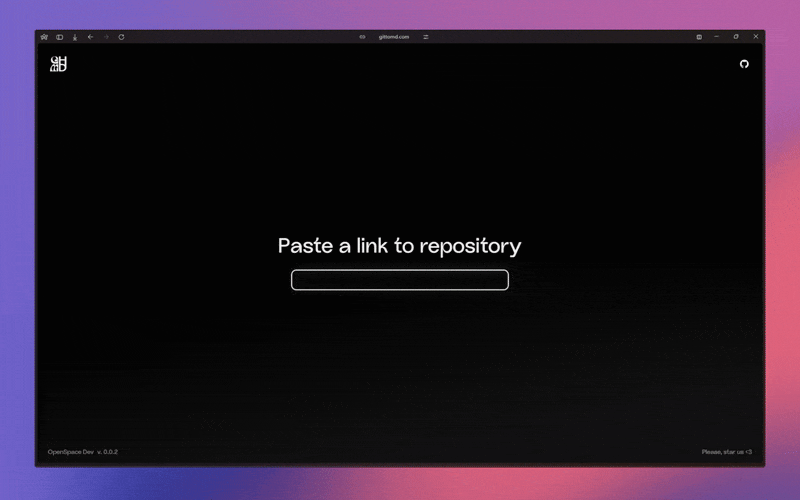 gittomd.com
Paste a link to repository
OpenSpace Dev v. 0.0.2
Please, star us <3